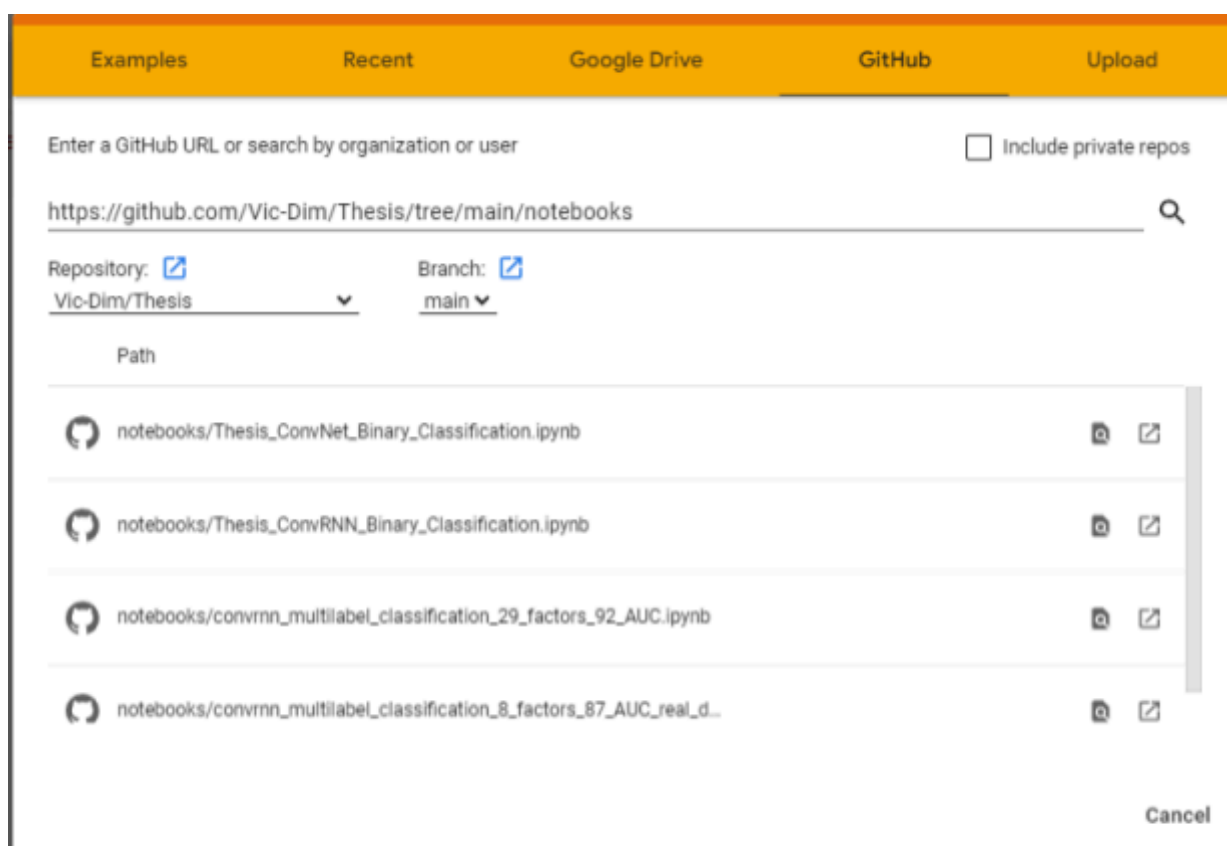 Examples Recent Google Drive GitHub Upload
Enter a GitHub URL or search by organization or user Include private repos
https://github.com/Vic-Dim/Thesis/tree/main/notebooks
Repository: Branch:
Vic-Dim/Thesis main
Path
notebooks/Thesis_ConvNet_Binary_Classification.ipynb
notebooks/Thesis_ConvRNN_Binary_Classification.ipynb
notebooks/convrnn_multilabel_classification_29_factors_92_AUC.ipynb
notebooks/convrnn_multilabel_classification_8_factors_87_AUC_real_d...
Cancel